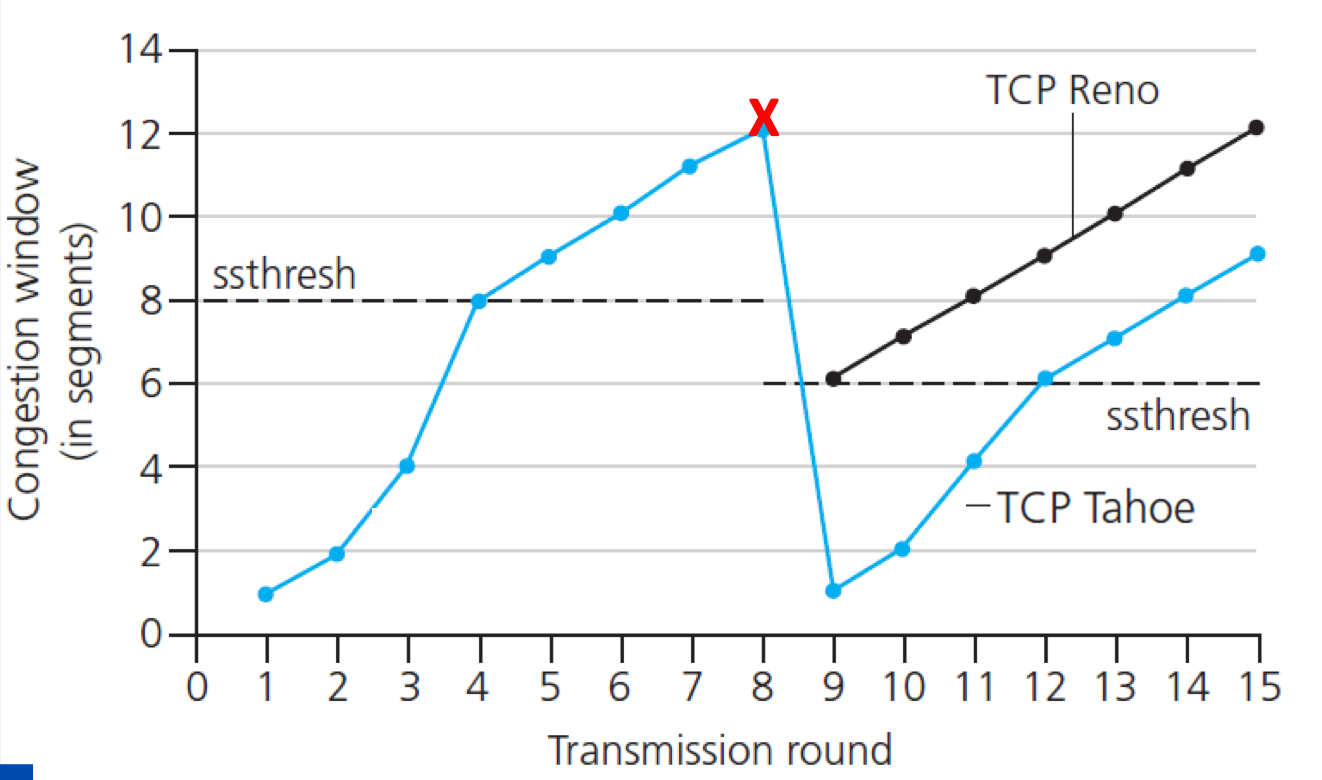 14
TCP Reno
X
12
10
ssthresh
8
6
ssthresh
4
TCP Tahoe
2
0
0 1 2 3 4 5 6 7 8 9 10 11 12 13 14 15
Transmission round
Congestion window
(in segments)